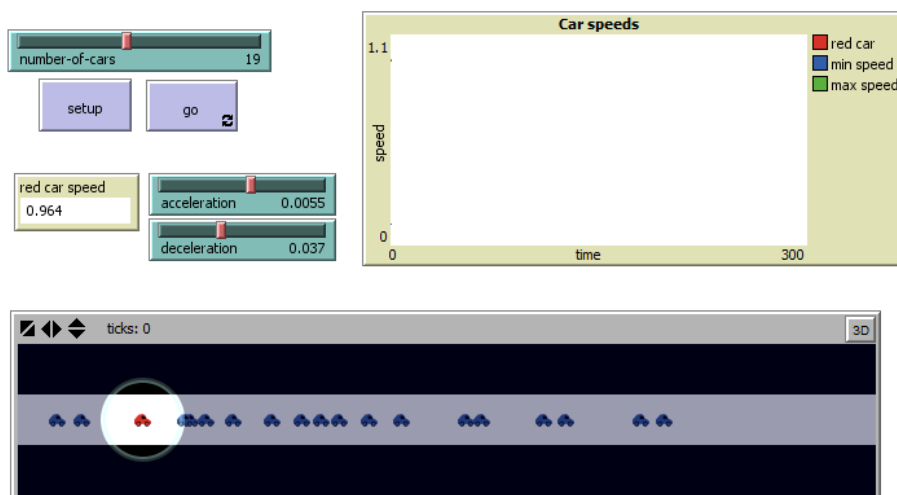 number-of-cars 19
setup
go
red car speed
0.964
acceleration 0.0055
deceleration 0.037
Car speeds
1.1
speed
0
0 time 300
red car
min speed
max speed
ticks: 0
3D